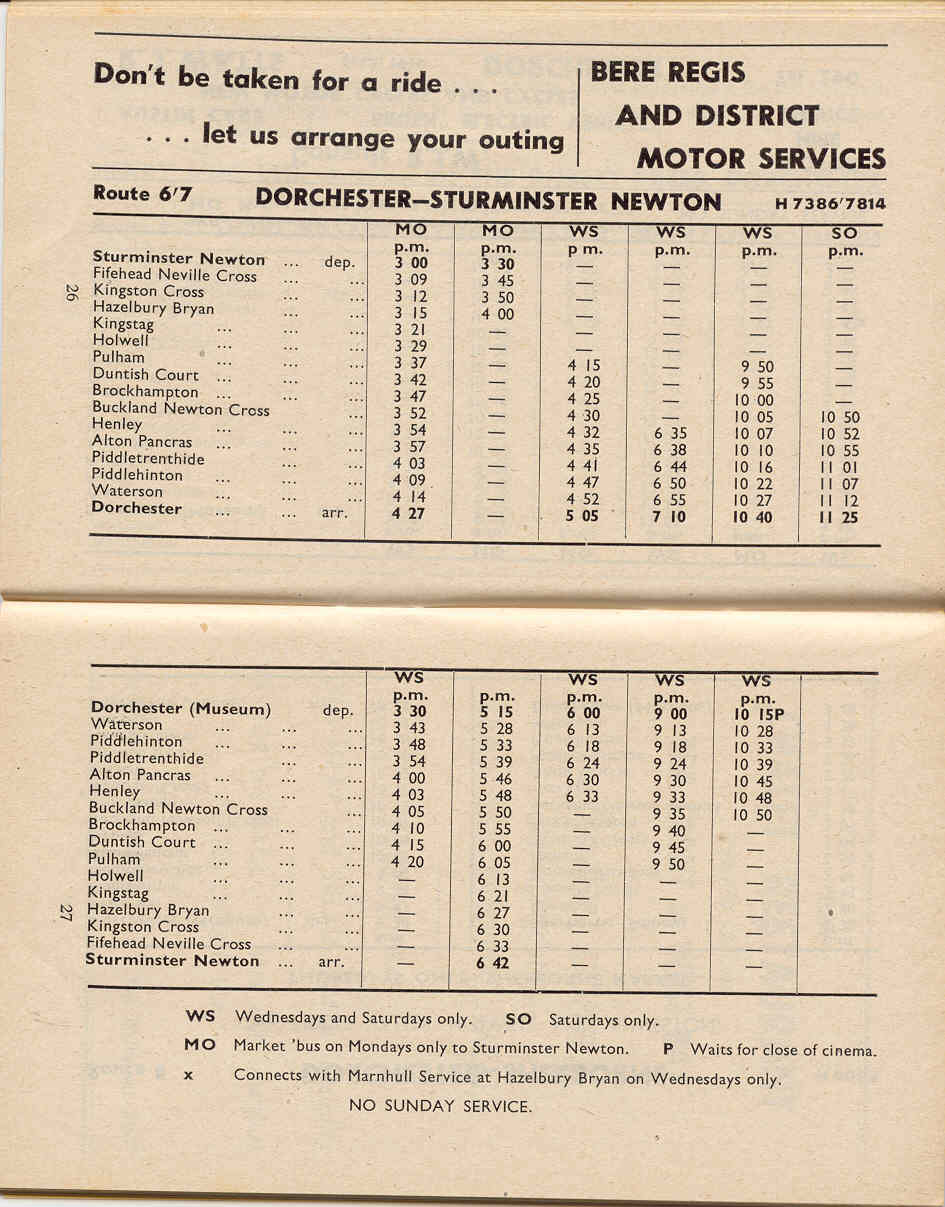 Don't be taken for a ride . . .
. . . let us arrange your outing
BERE REGIS
AND DISTRICT
MOTOR SERVICES
Route 6'7 DORCHESTER—STURMINSTER NEWTON H 7386'7814
MO MO WS WS WS SO
p.m. p.m. p m. p.m. p.m. p.m.
Sturminster Newton ... dep. 3 00 3 30 — — — —
Fifehead Neville Cross ... ... 3 09 3 45 — — — —
Kingston Cross ... ... 3 12 3 50 — — — —
Hazelbury Bryan ... ... 3 15 4 00 — — — —
Kingstag ... ... ... 3 21 — — — — —
Holwell ... ... ... 3 29 — — — — —
Pulham ... ... ... 3 37 — 4 15 — 9 50 —
Duntish Court ... ... ... 3 42 — 4 20 — 9 55 —
Brockhampton ... ... ... 3 47 — 4 25 — 10 00 —
Buckland Newton Cross ... 3 52 — 4 30 — 10 05 10 50
Henley ... ... ... 3 54 — 4 32 6 35 10 07 10 52
Alton Pancras ... ... ... 3 57 — 4 35 6 38 10 10 10 55
Piddletrenthide ... ... 4 03 — 4 41 6 44 10 16 11 01
Piddlehinton ... ... ... 4 09 — 4 47 6 50 10 22 11 07
Waterson ... ... ... 4 14 — 4 52 6 55 10 27 11 12
Dorchester ... ... arr. 4 27 — 5 05 7 10 10 40 11 25
26
WS WS WS WS
p.m. p.m. p.m. p.m. p.m.
Dorchester (Museum) dep. 3 30 5 15 6 00 9 00 10 15P
Waterson ... ... ... 3 43 5 28 6 13 9 13 10 28
Piddlehinton ... ... ... 3 48 5 33 6 18 9 18 10 33
Piddletrenthide ... ... 3 54 5 39 6 24 9 24 10 39
Alton Pancras ... ... ... 4 00 5 46 6 30 9 30 10 45
Henley ... ... ... 4 03 5 48 6 33 9 33 10 48
Buckland Newton Cross ... 4 05 5 50 — 9 35 10 50
Brockhampton ... ... ... 4 10 5 55 — 9 40 —
Duntish Court ... ... ... 4 15 6 00 — 9 45 —
Pulham ... ... ... 4 20 6 05 — 9 50 —
Holwell ... ... ... — 6 13 — — —
Kingstag ... ... ... — 6 21 — — —
Hazelbury Bryan ... ... — 6 27 — — —
Kingston Cross ... ... — 6 30 — — —
Fifehead Neville Cross ... ... — 6 33 — — —
Sturminster Newton ... arr. — 6 42 — — —
27
WS Wednesdays and Saturdays only. SO Saturdays only.
MO Market 'bus on Mondays only to Sturminster Newton. P Waits for close of cinema.
x Connects with Marnhull Service at Hazelbury Bryan on Wednesdays only.
NO SUNDAY SERVICE.